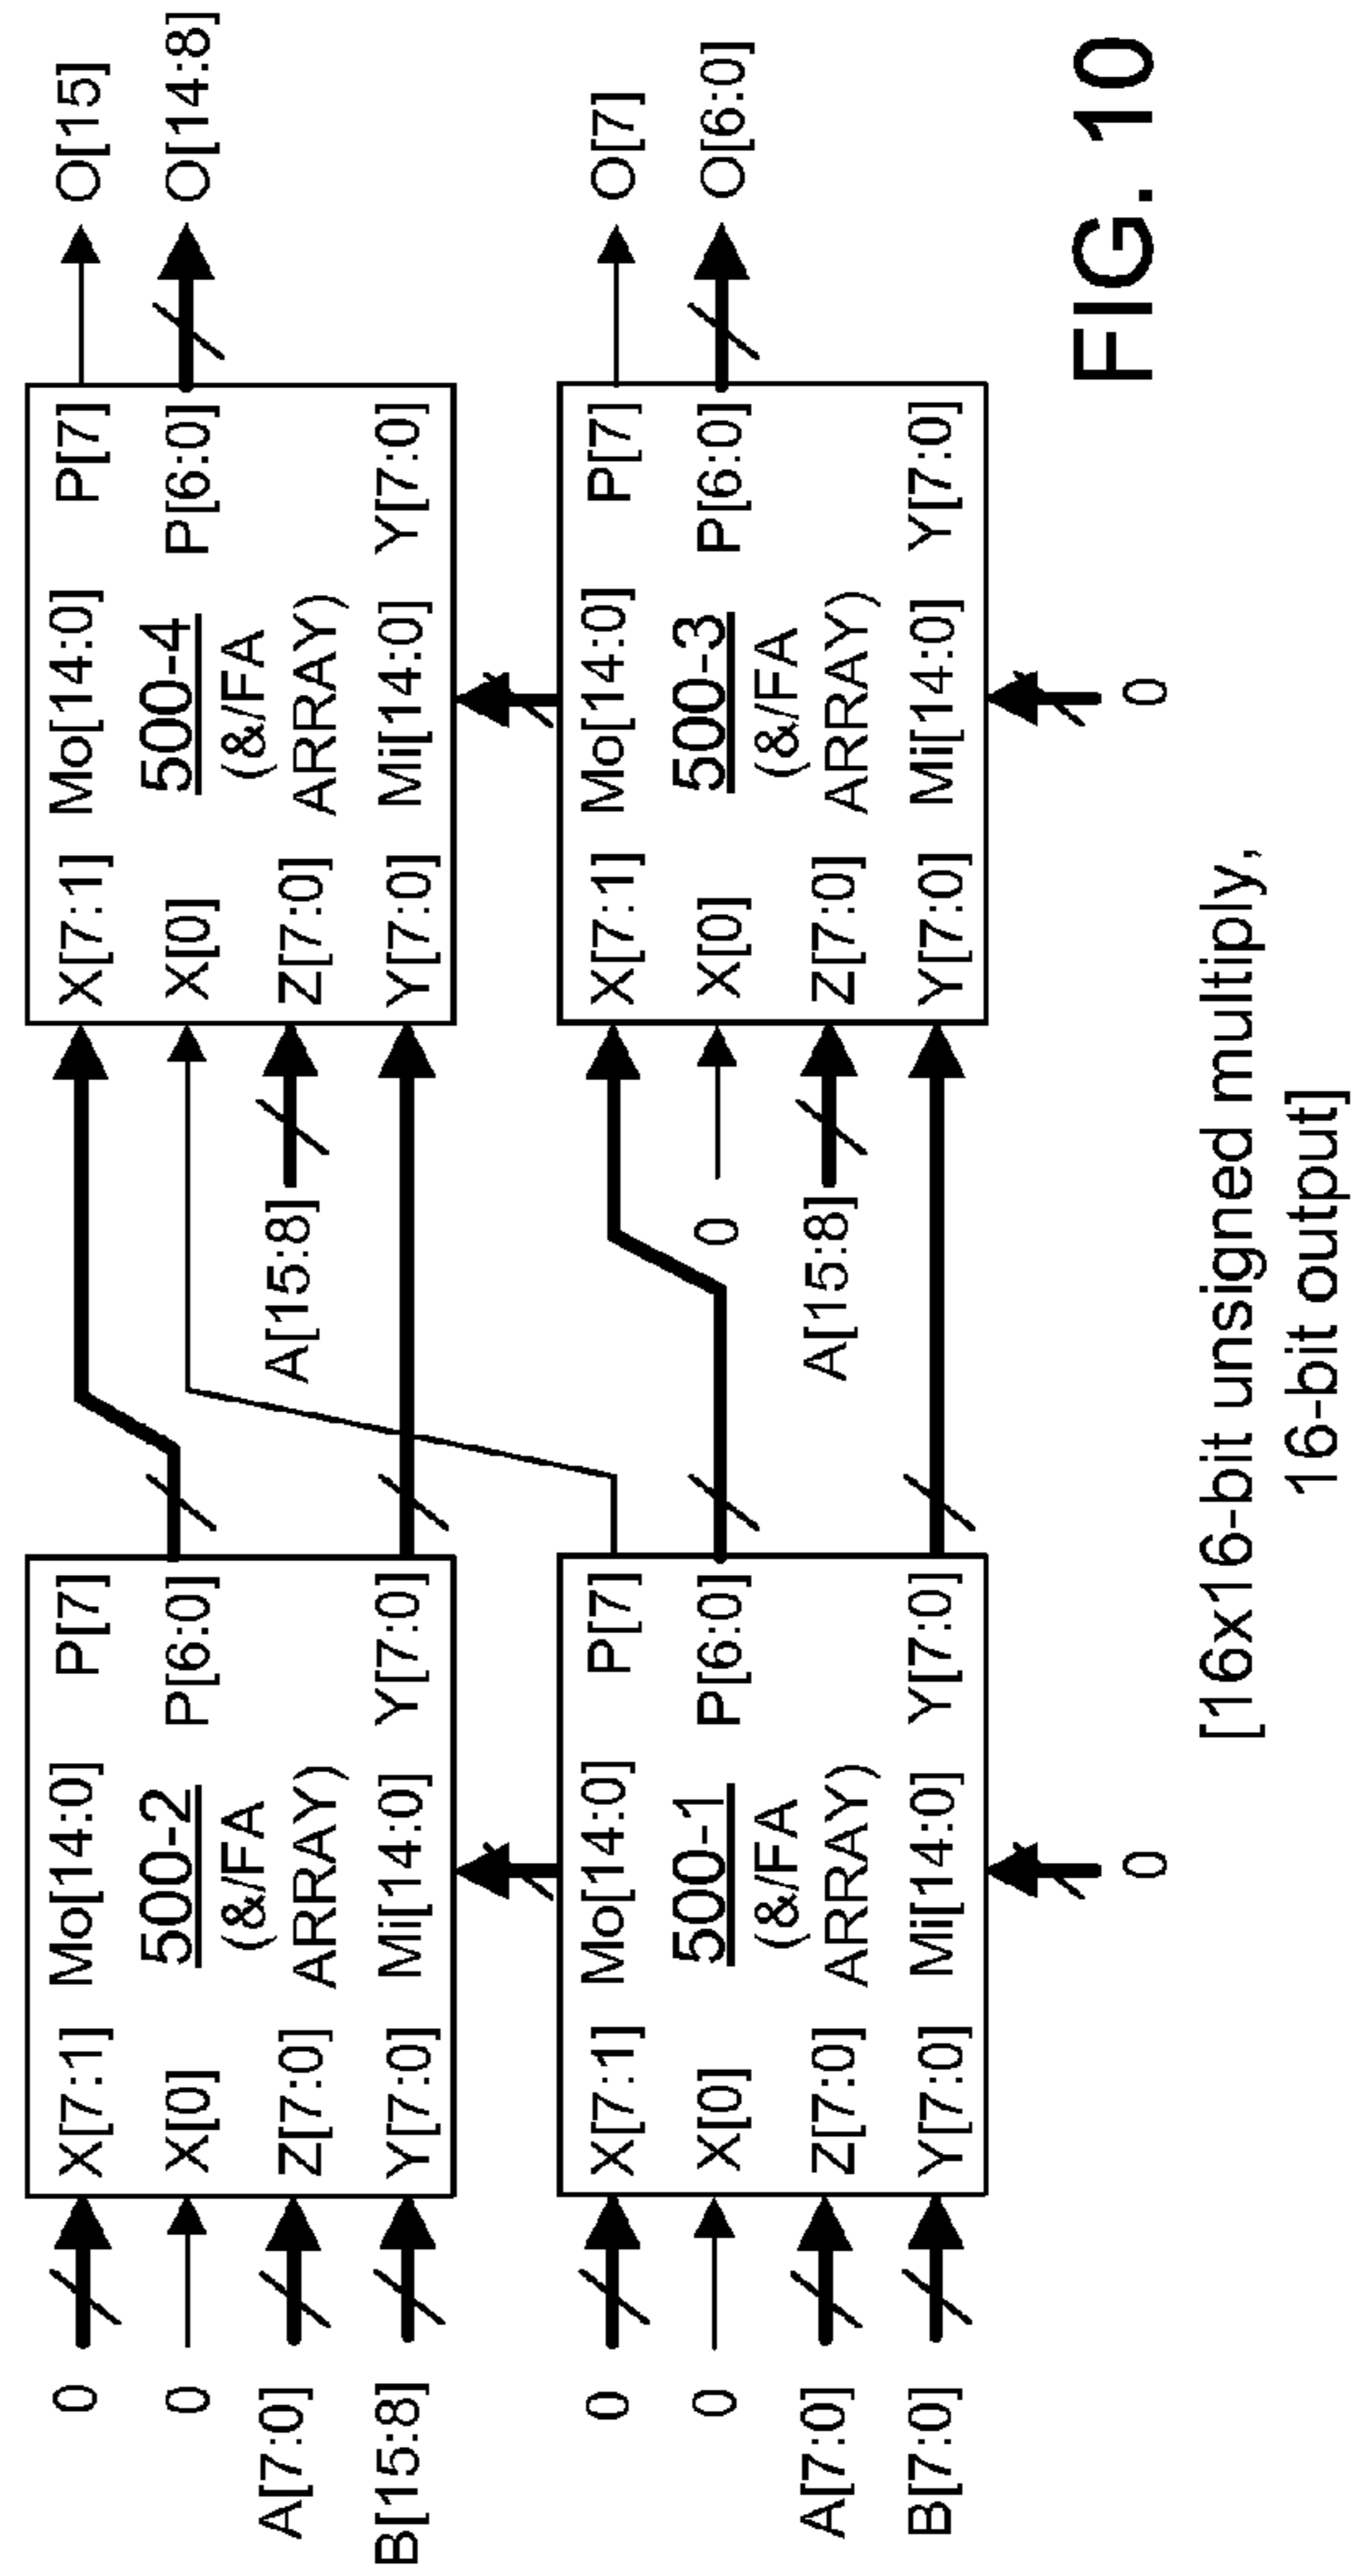 X[7:1] Mo[14:0] P[7]
X[0] 500-2 P[6:0]
(&/FA
Z[7:0] ARRAY)
Y[7:0] Mi[14:0] Y[7:0]
0
0
A[7:0]
B[15:8]
X[7:1] Mo[14:0] P[7]
X[0] 500-4 P[6:0]
(&/FA
Z[7:0] ARRAY)
Y[7:0] Mi[14:0] Y[7:0]
A[15:8]
O[15]
O[14:8]
X[7:1] Mo[14:0] P[7]
X[0] 500-1 P[6:0]
(&/FA
Z[7:0] ARRAY)
Y[7:0] Mi[14:0] Y[7:0]
0
0
A[7:0]
B[7:0]
0
X[7:1] Mo[14:0] P[7]
X[0] 500-3 P[6:0]
(&/FA
Z[7:0] ARRAY)
Y[7:0] Mi[14:0] Y[7:0]
0
A[15:8]
0
O[7]
O[6:0]
[16x16-bit unsigned multiply,
16-bit output]
FIG. 10